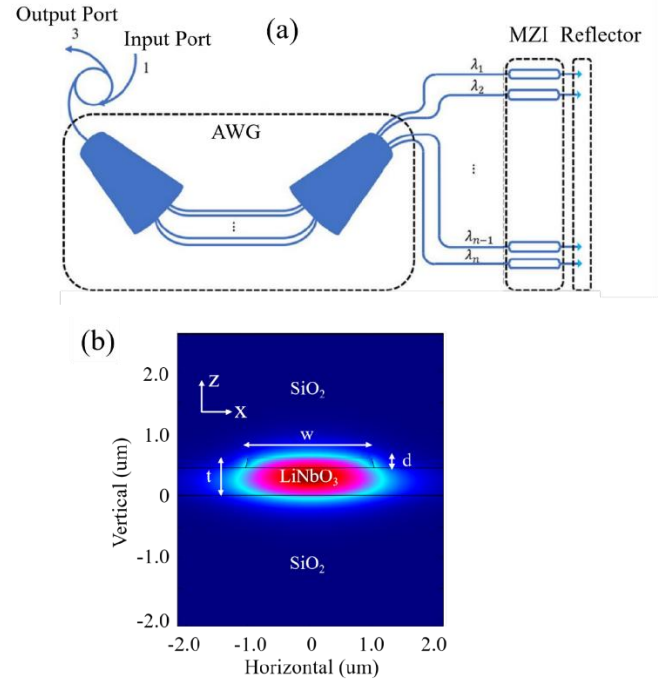 Output Port
3
Input Port
1
(a)
MZI Reflector
AWG
λ₁
λ₂
⋮
⋮
λₙ₋₁
λₙ
(b)
2.0
1.0
0
-1.0
-2.0
Vertical (um)
z
x
SiO₂
w
d
t
LiNbO₃
SiO₂
-2.0 -1.0 0 1.0 2.0
Horizontal (um)